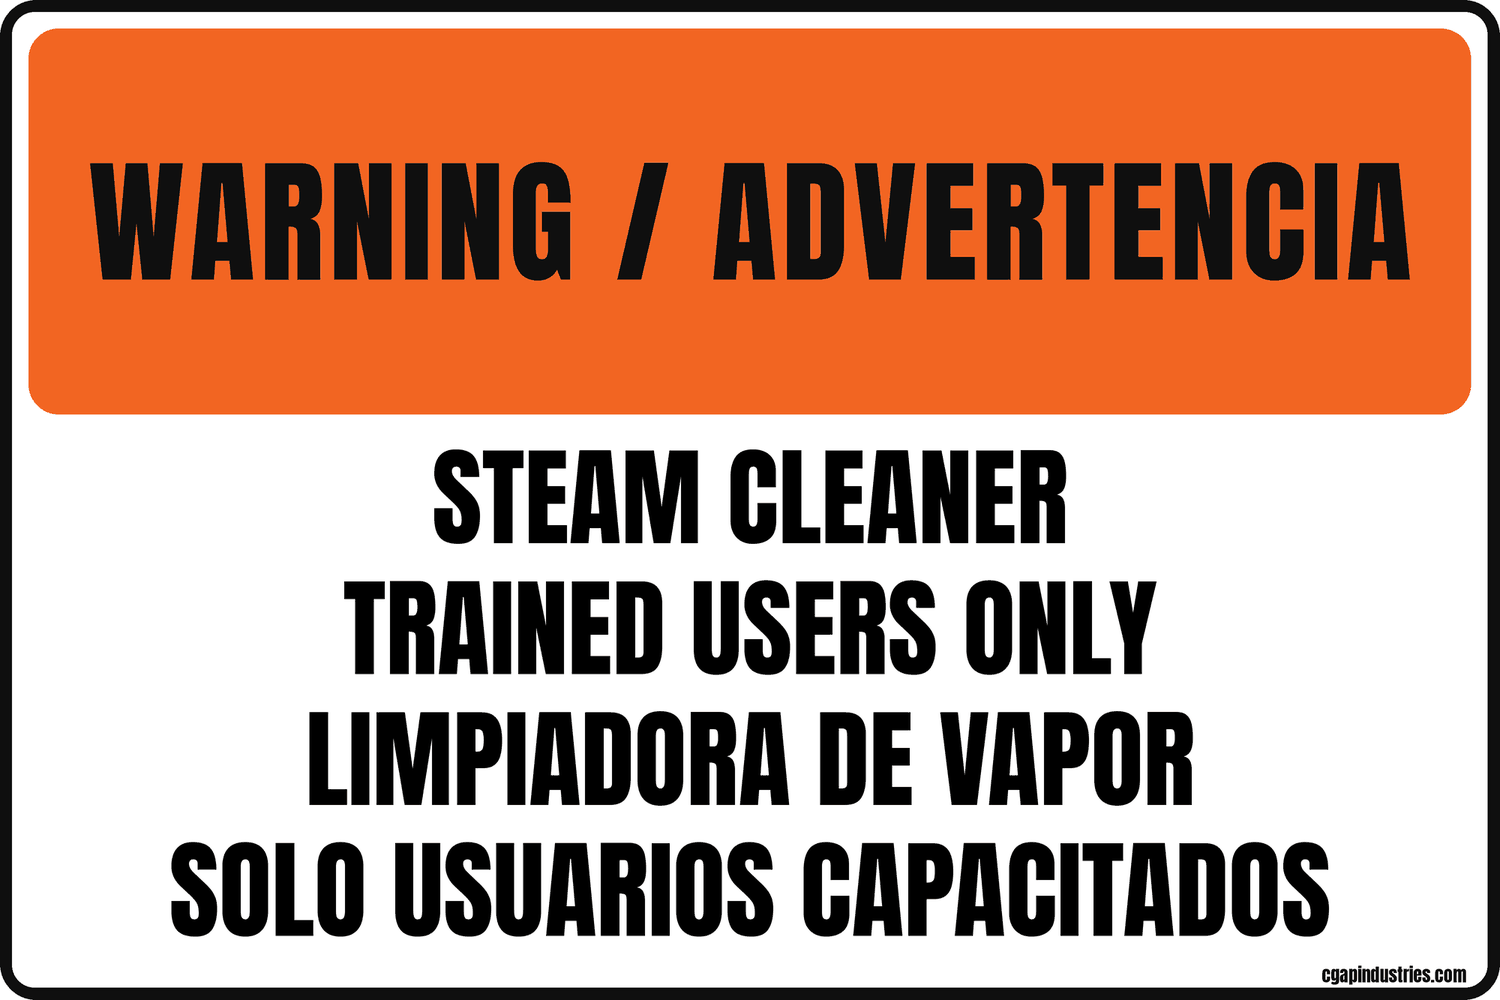 WARNING / ADVERTENCIA
STEAM CLEANER
TRAINED USERS ONLY
LIMPIADORA DE VAPOR
SOLO USUARIOS CAPACITADOS
cgapindustries.com